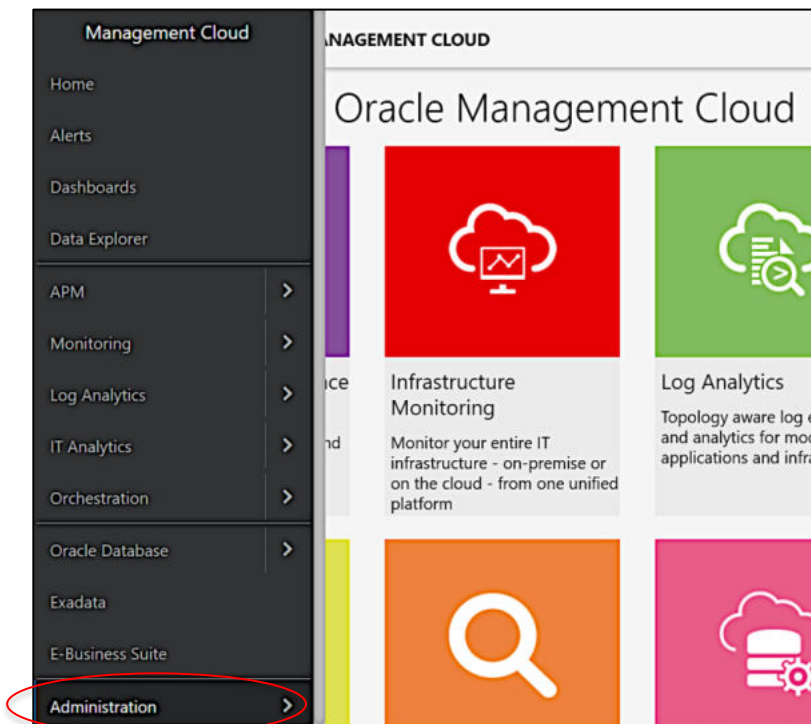 Management Cloud
Home
Alerts
Dashboards
Data Explorer
APM
Monitoring
Log Analytics
IT Analytics
Orchestration
Oracle Database
Exadata
E-Business Suite
Administration
NAGEMENT CLOUD
Oracle Management Cloud
Infrastructure
Monitoring
Monitor your entire IT
infrastructure - on-premise or
on the cloud - from one unified
platform
Log Analytics
Topology aware log
and analytics for
applications and